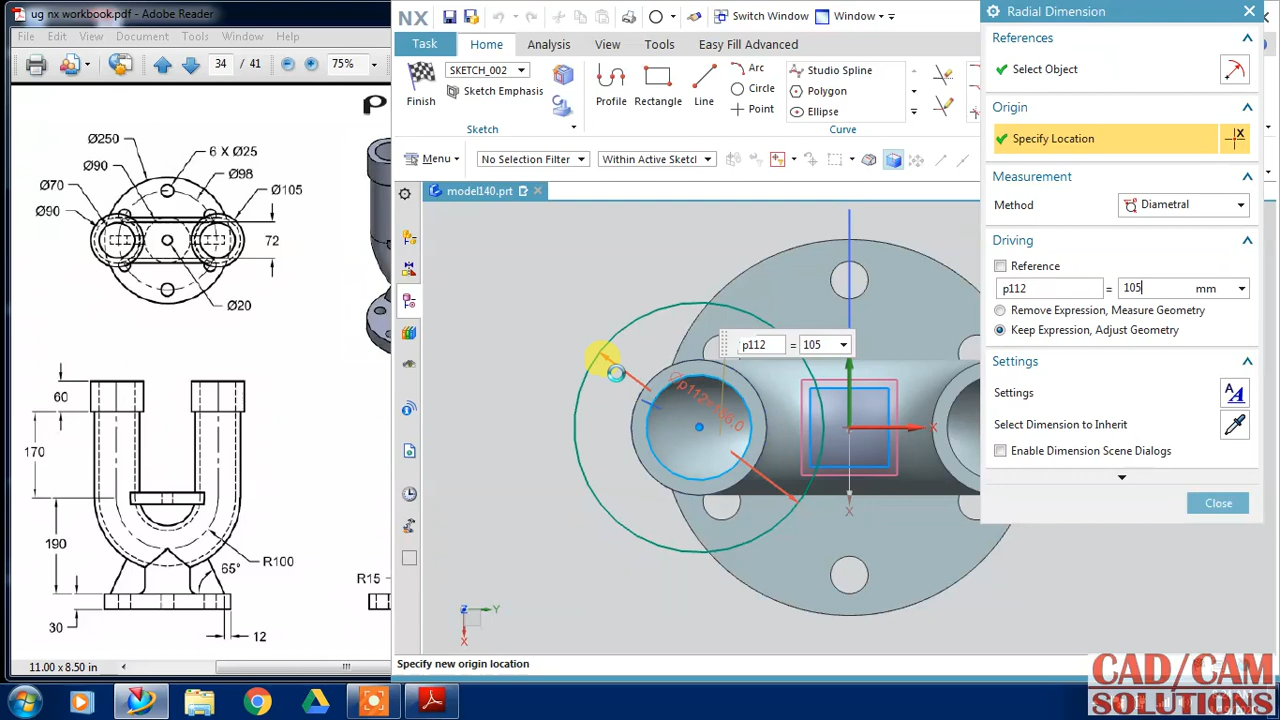 ug nx workbook.pdf - Adobe Reader
File Edit View Document Tools Window Help
34 / 41 75%
P
Ø250
6 X Ø25
Ø90
Ø98
Ø70
Ø105
Ø90
72
Ø20
60
170
190
R100
65°
R15
30
12
11.00 x 8.50 in
NX
Switch Window Window
Task Home Analysis View Tools Easy Fill Advanced
Finish
SKETCH_002
Sketch Emphasis
Sketch
Profile Rectangle Line
Arc
Circle
Point
Studio Spline
Polygon
Ellipse
Curve
Menu No Selection Filter Within Active Sketcl
model140.prt
p112 = 105
X
X
Z Y
X
Specify new origin location
Radial Dimension
References
Select Object
Origin
Specify Location
X
Measurement
Method Diametral
Driving
Reference
p112 = 105 mm
Remove Expression, Measure Geometry
Keep Expression, Adjust Geometry
Settings
Settings
Select Dimension to Inherit
Enable Dimension Scene Dialogs
Close
CAD/CAM
SOLUTIONS